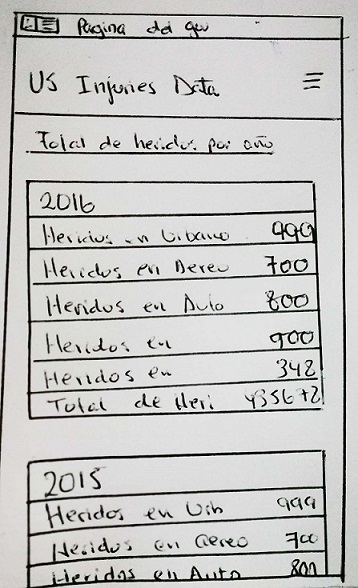 Pagina del gov
US Injuries Data
Total de heridos por año
2016
Heridos en Urbano 999
Heridos en Aereo 700
Heridos en Auto 800
Heridos en 900
Heridos en 342
Total de Heri 435672
2015
Heridos en Urb 999
Heridos en aereo 700
Heridos en Auto 800